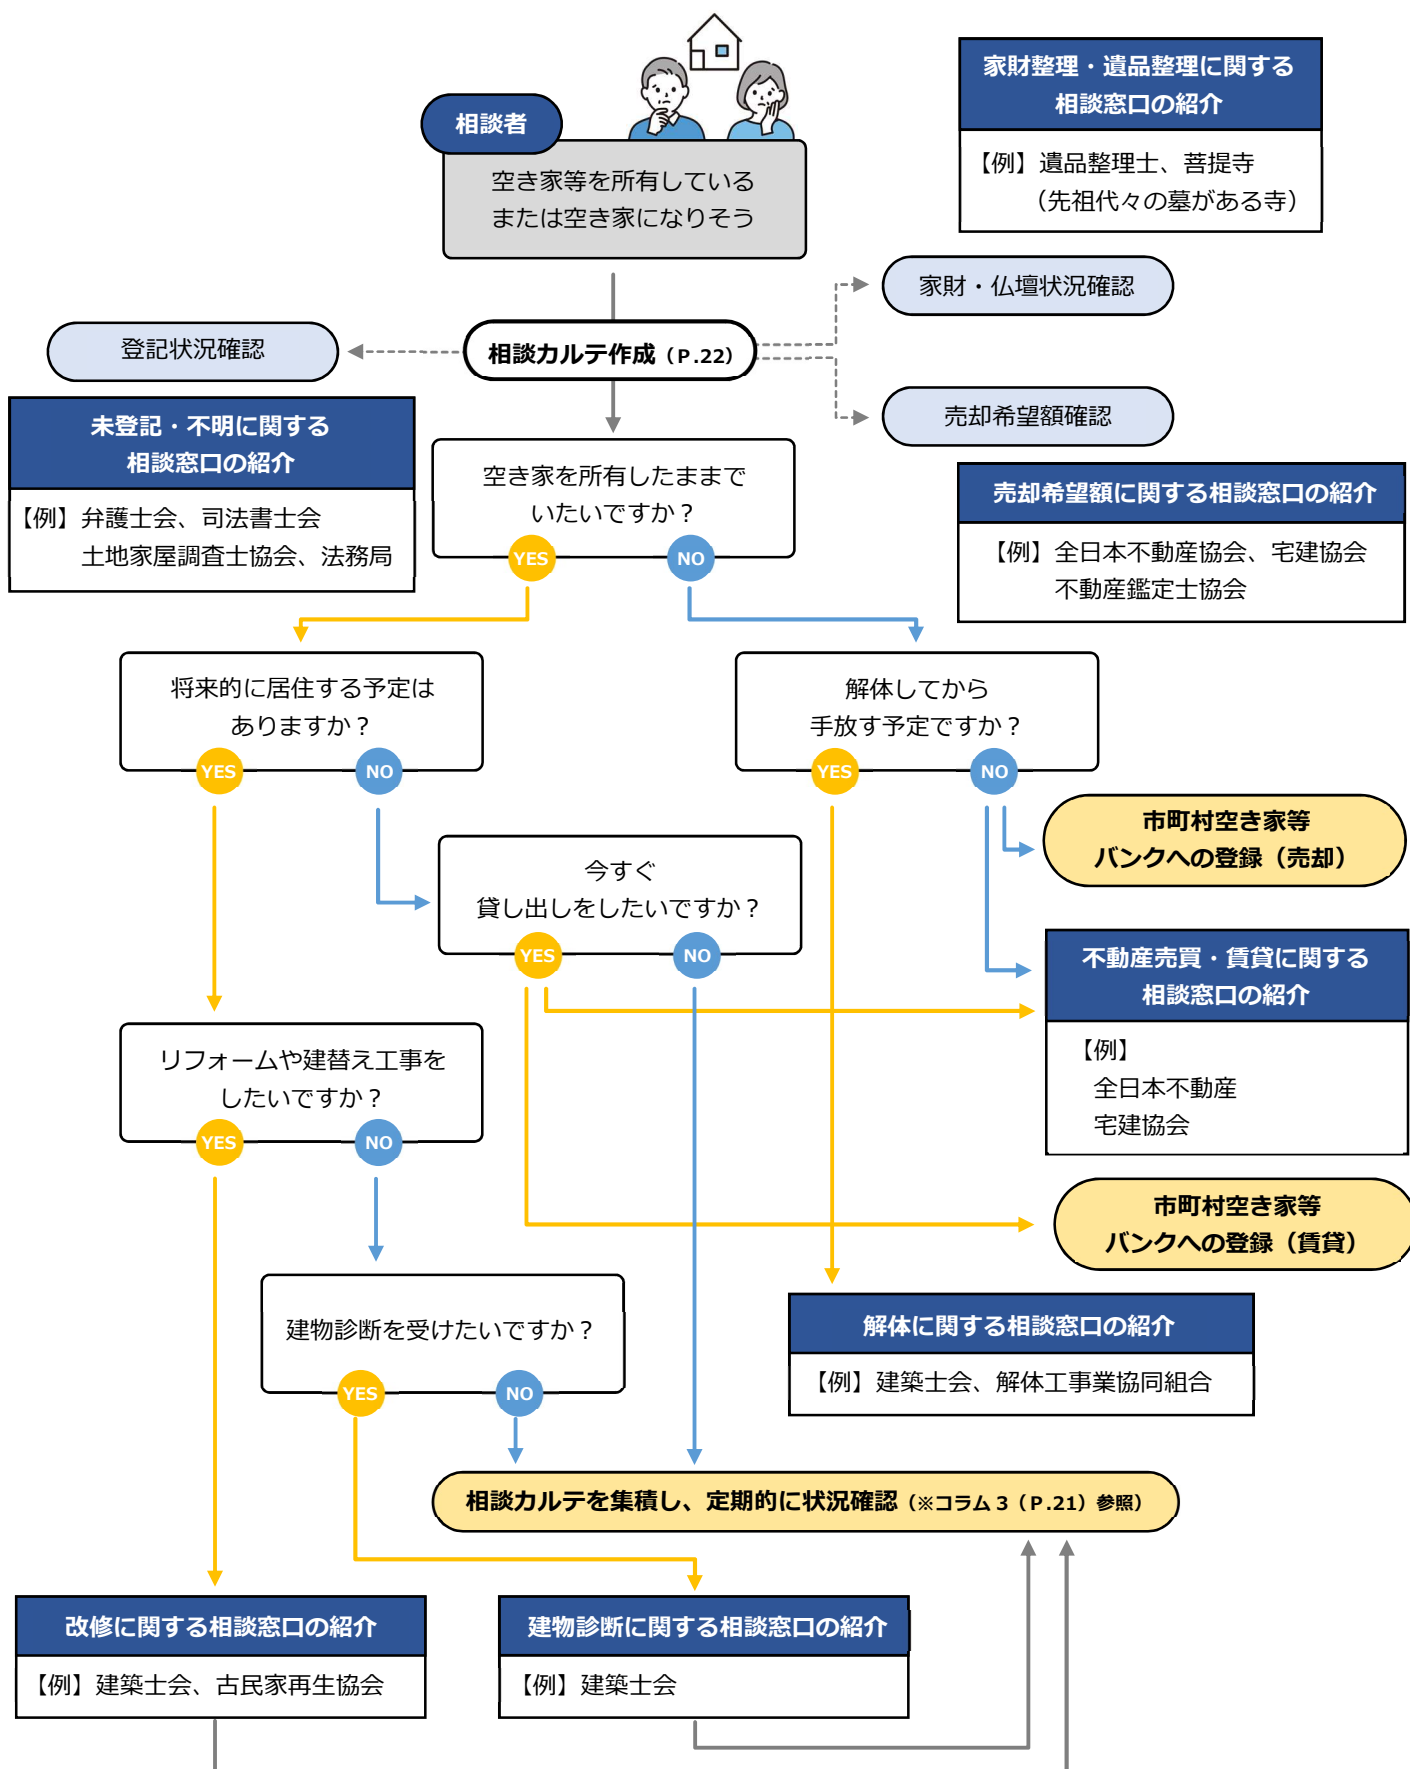 相談者
空き家等を所有している
または空き家になりそう
家財整理・遺品整理に関する
相談窓口の紹介
【例】遺品整理士、菩提寺
（先祖代々の墓がある寺）
家財・仏壇状況確認
登記状況確認
相談カルテ作成（P.22）
売却希望額確認
未登記・不明に関する
相談窓口の紹介
【例】弁護士会、司法書士会
土地家屋調査士協会、法務局
空き家を所有したままで
いたいですか？
YES
NO
売却希望額に関する相談窓口の紹介
【例】全日本不動産協会、宅建協会
不動産鑑定士協会
将来的に居住する予定は
ありますか？
YES
NO
解体してから
手放す予定ですか？
YES
NO
市町村空き家等
バンクへの登録（売却）
今すぐ
貸し出しをしたいですか？
YES
NO
不動産売買・賃貸に関する
相談窓口の紹介
【例】
全日本不動産
宅建協会
リフォームや建替え工事を
したいですか？
YES
NO
市町村空き家等
バンクへの登録（賃貸）
建物診断を受けたいですか？
YES
NO
解体に関する相談窓口の紹介
【例】建築士会、解体工事業協同組合
相談カルテを集積し、定期的に状況確認（※コラム３（P.21）参照）
改修に関する相談窓口の紹介
【例】建築士会、古民家再生協会
建物診断に関する相談窓口の紹介
【例】建築士会